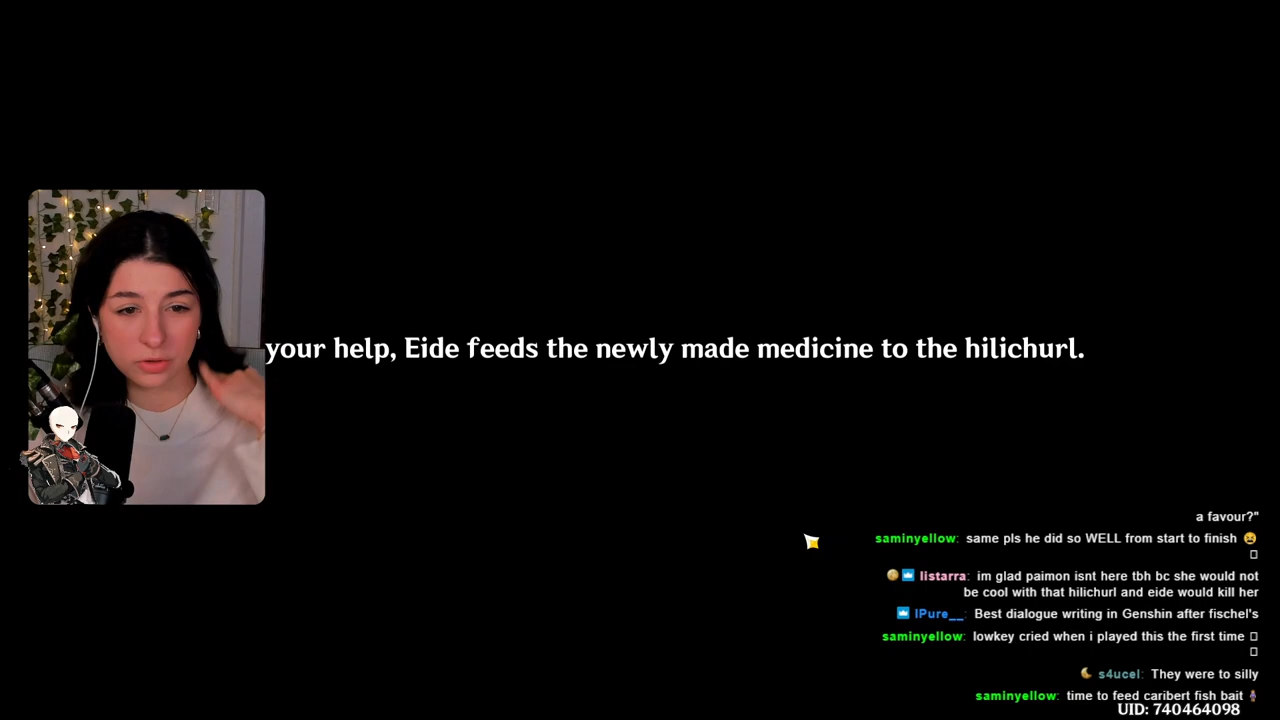 your help, Eide feeds the newly made medicine to the hilichurl.
a favour?"
saminyellow: same pls he did so WELL from start to finish 😫
listarra: im glad paimon isnt here tbh bc she would not
be cool with that hilichurl and eide would kill her
IPure__: Best dialogue writing in Genshin after fischel's
saminyellow: lowkey cried when i played this the first time
s4ucel: They were to silly
saminyellow: time to feed caribert fish bait
UID: 740464098